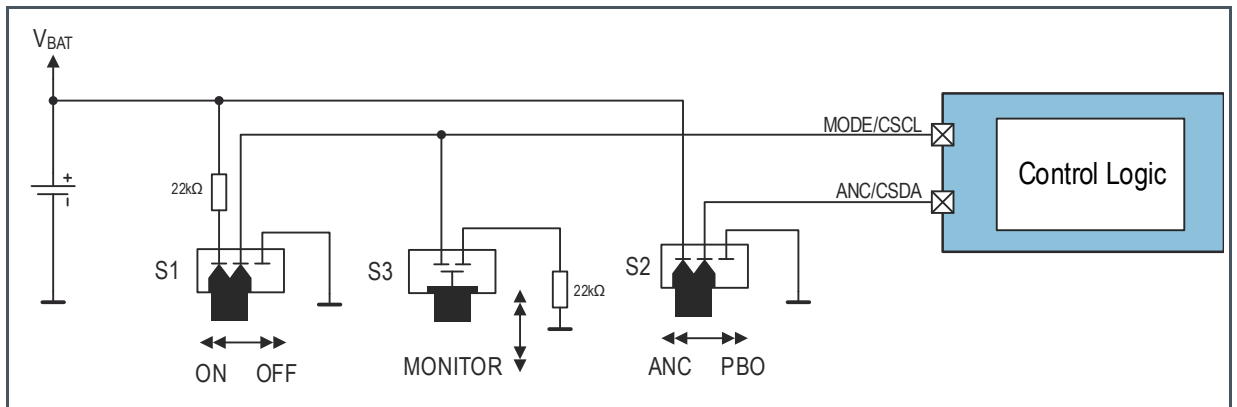 VBAT
MODE/CSCL
ANC/CSDA
Control Logic
+
22kΩ
S1
S3
S2
22kΩ
MONITOR
ON OFF
ANC PBO